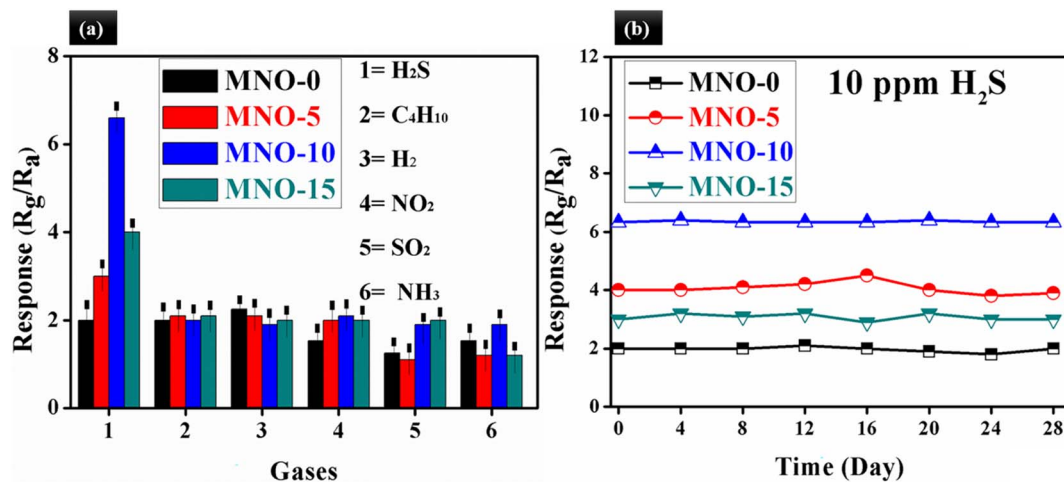 (a)
8
6
4
2
0
Response (Rg/Ra)
MNO-0
MNO-5
MNO-10
MNO-15
1= H₂S
2= C₄H₁₀
3= H₂
4= NO₂
5= SO₂
6= NH₃
1 2 3 4 5 6
Gases
(b)
12
10
8
6
4
2
0
Response (Rg/Ra)
MNO-0
MNO-5
MNO-10
MNO-15
10 ppm H₂S
0 4 8 12 16 20 24 28
Time (Day)